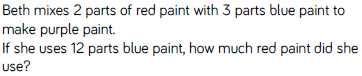 Beth mixes 2 parts of red paint with 3 parts blue paint to
make purple paint.
If she uses 12 parts blue paint, how much red paint did she
use?